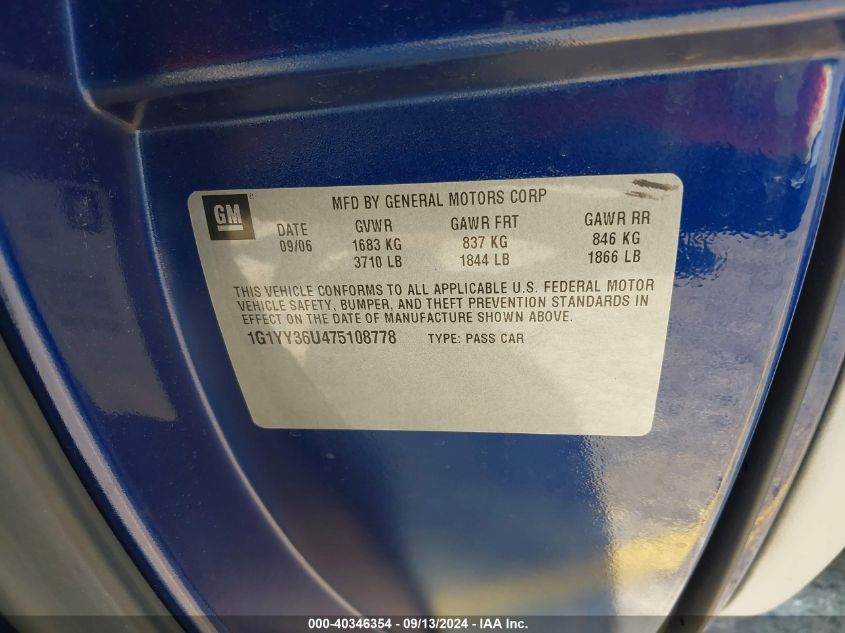 GM
MFD BY GENERAL MOTORS CORP
DATE GVWR GAWR FRT GAWR RR
09/06 1683 KG 837 KG 846 KG
3710 LB 1844 LB 1866 LB
THIS VEHICLE CONFORMS TO ALL APPLICABLE U.S. FEDERAL MOTOR
VEHICLE SAFETY, BUMPER, AND THEFT PREVENTION STANDARDS IN
EFFECT ON THE DATE OF MANUFACTURE SHOWN ABOVE.
1G1YY36U475108778 TYPE: PASS CAR
000-40346354 - 09/13/2024 - IAA Inc.